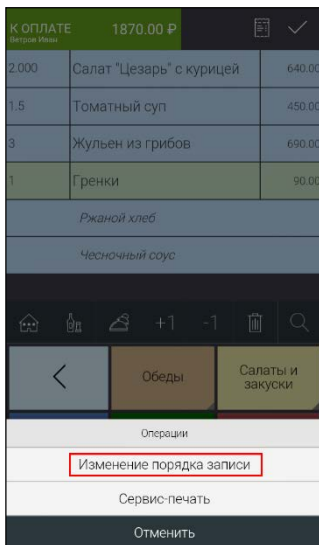 К ОПЛАТЕ 1870.00 ₽
Ветров Иван
2.000 Салат "Цезарь" с курицей 640.00
1.5 Томатный суп 450.00
3 Жульен из грибов 690.00
1 Гренки 90.00
Ржаной хлеб
Чесночный соус
+1 -1
Обеды
Салаты и
закуски
Операции
Изменение порядка записи
Сервис-печать
Отменить